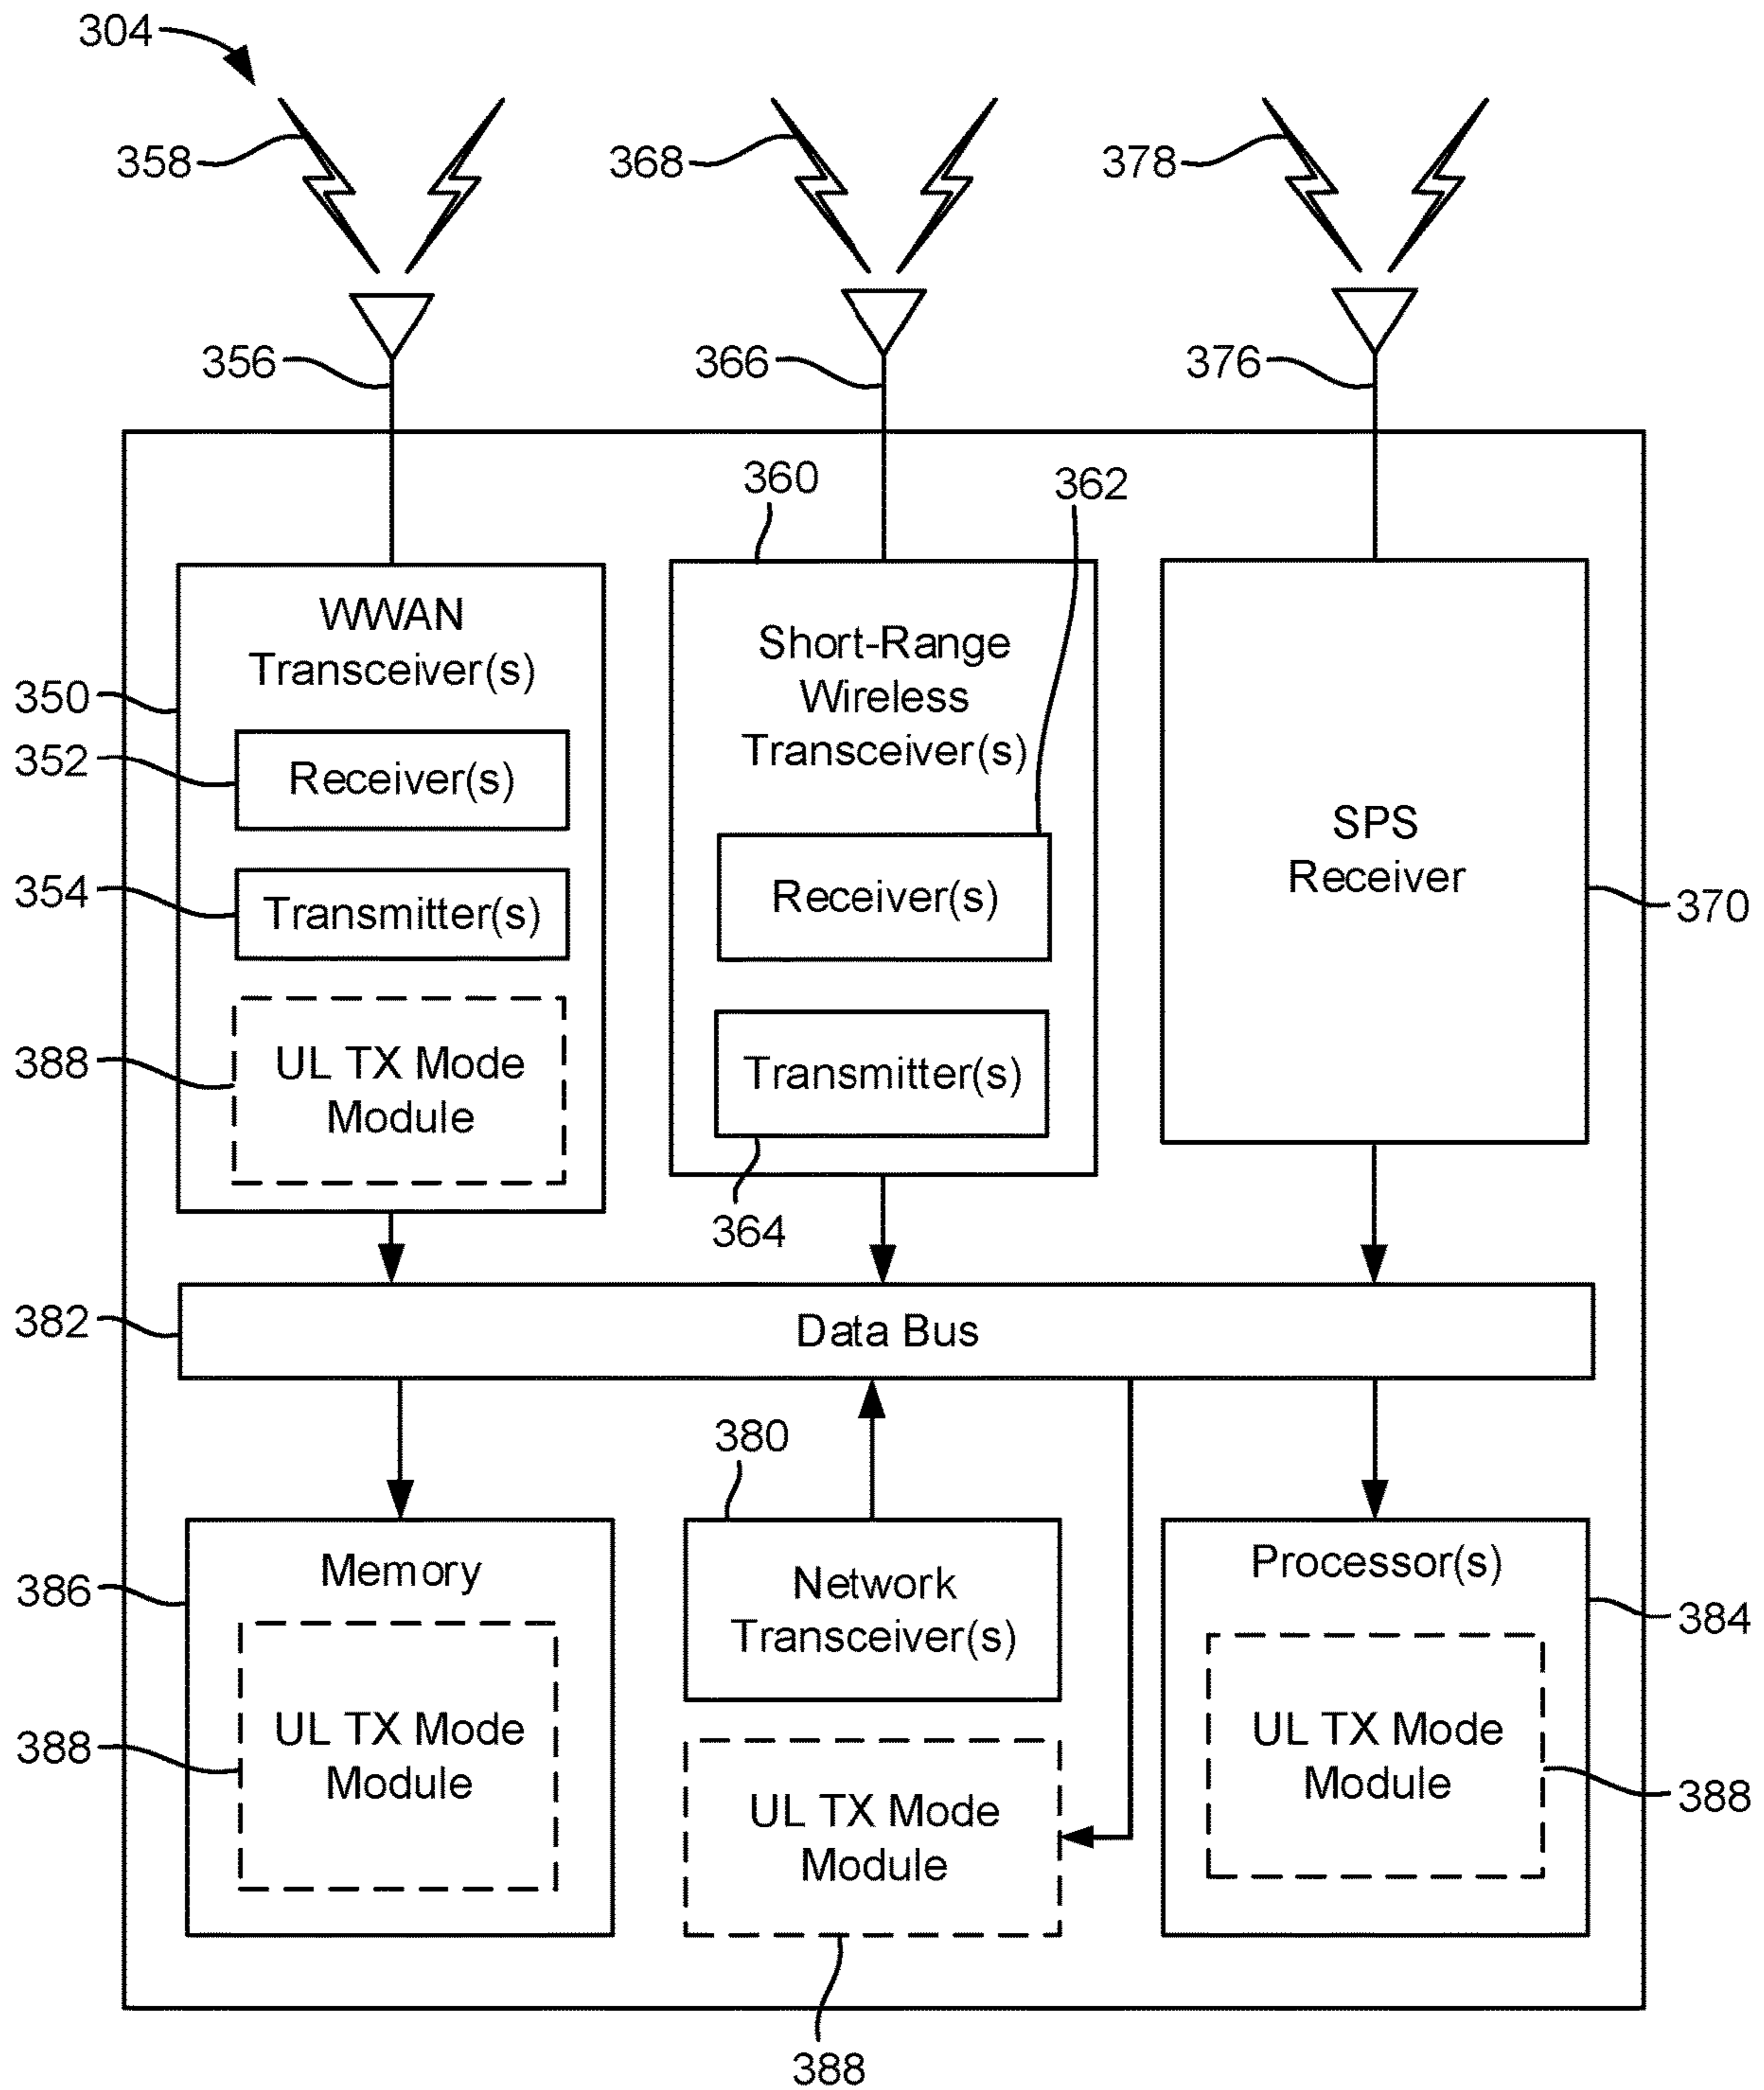 304
358
368
378
356
366
376
360
362
WWAN
Transceiver(s)
350
352
Receiver(s)
354
Transmitter(s)
388
UL TX Mode
Module
Short-Range
Wireless
Transceiver(s)
Receiver(s)
Transmitter(s)
364
SPS
Receiver
370
382
Data Bus
380
386
Memory
388
UL TX Mode
Module
Network
Transceiver(s)
UL TX Mode
Module
388
Processor(s)
384
UL TX Mode
Module
388